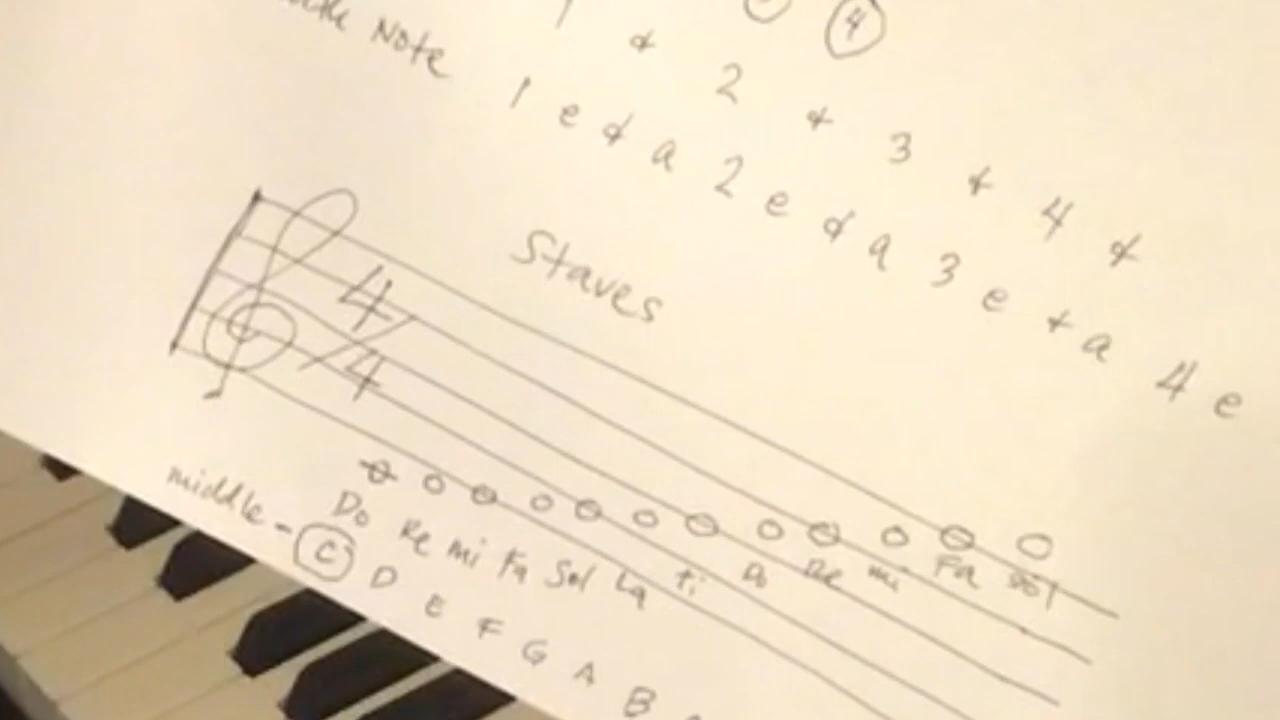 ④
1 & 2 & 3 & 4 &
Note 1 e & a 2 e & a 3 e + a 4 e
Staves
4/4
Do Re mi Fa Sol La ti Do Re mi Fa Sol
middle - C D E F G A B